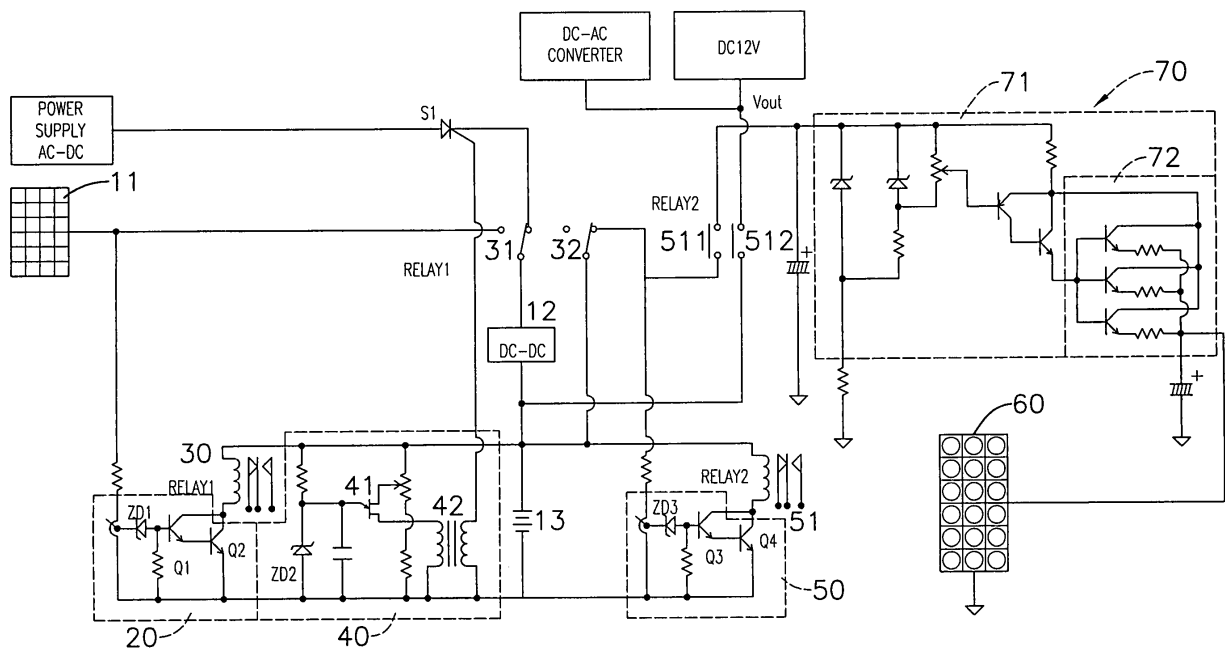 DC-AC
CONVERTER
DC12V
POWER
SUPPLY
AC-DC
S1
Vout
71
70
72
11
RELAY2
31
32
511
512
RELAY1
12
DC-DC
+
+
60
30
RELAY1
41
42
13
RELAY2
51
ZD1
ZD2
ZD3
Q1
Q2
Q3
Q4
20
40
50